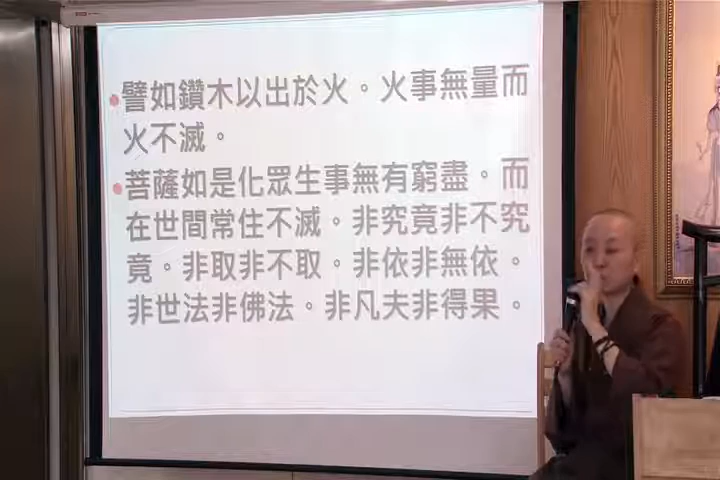 譬如鑽木以出於火。火事無量而
火不滅。
菩薩如是化眾生事無有窮盡。而
在世間常住不滅。非究竟非不究
竟。非取非不取。非依非無依。
非世法非佛法。非凡夫非得果。